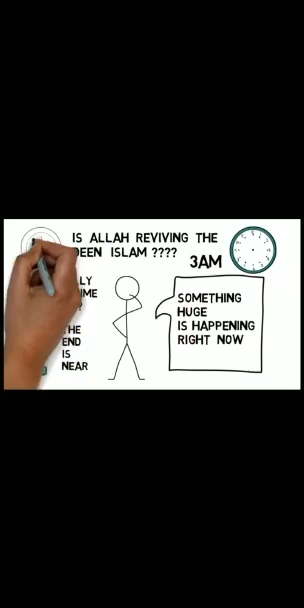 IS ALLAH REVIVING THE
DEEN ISLAM ????
3AM
THE
END
IS
NEAR
SOMETHING
HUGE
IS HAPPENING
RIGHT NOW